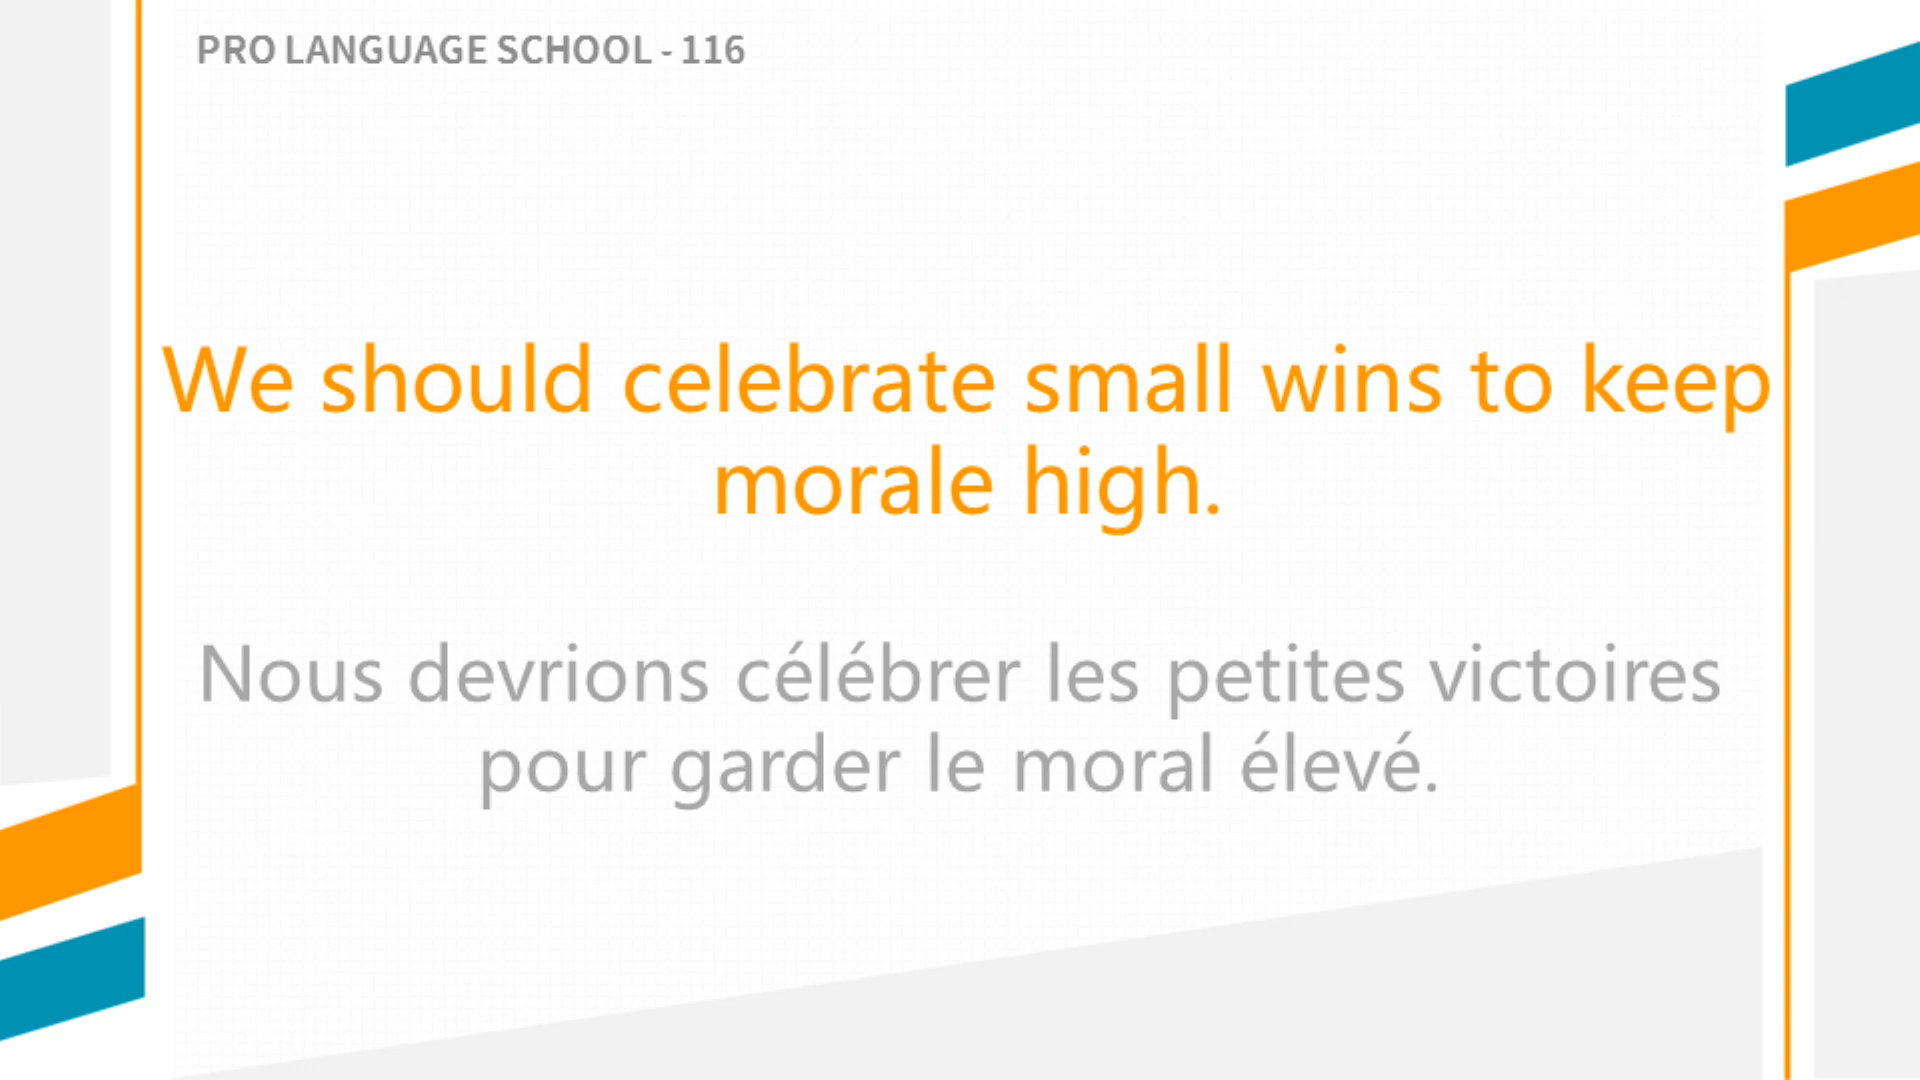 PRO LANGUAGE SCHOOL - 116
We should celebrate small wins to keep
morale high.
Nous devrions célébrer les petites victoires
pour garder le moral élevé.